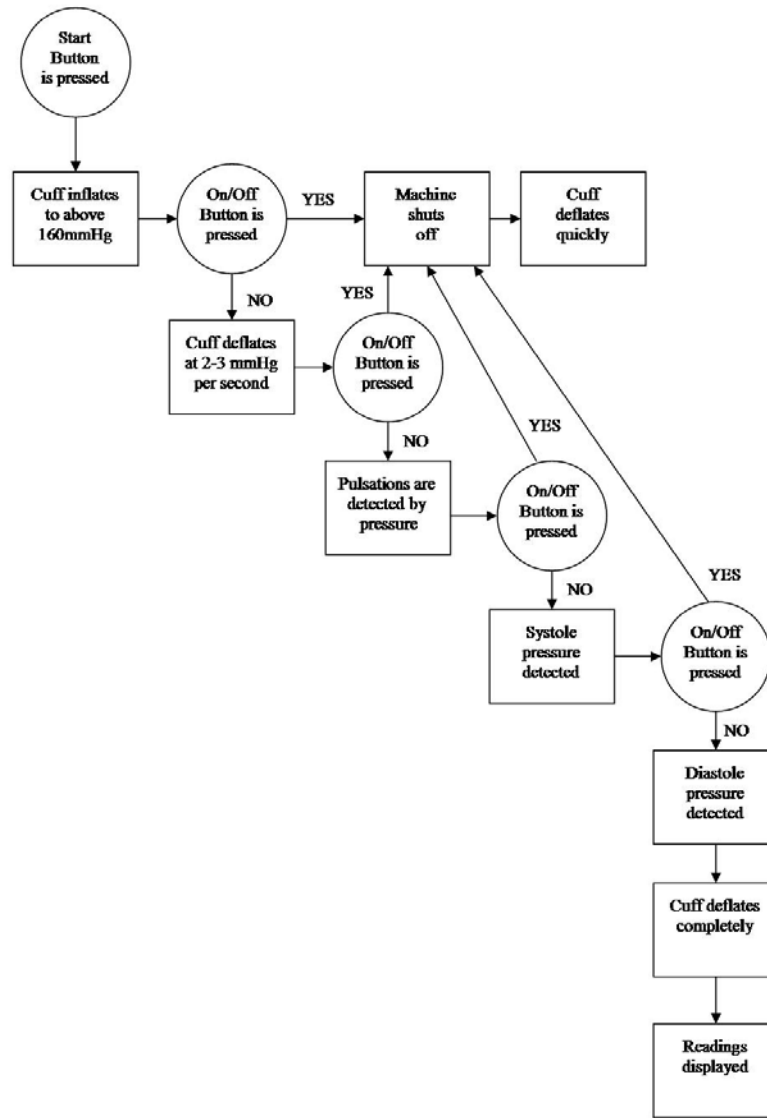 Start
Button
is pressed
Cuff inflates
to above
160mmHg
On/Off
Button is
pressed
YES
Machine
shuts
off
Cuff
deflates
quickly
NO
YES
Cuff deflates
at 2-3 mmHg
per second
On/Off
Button is
pressed
NO
YES
Pulsations are
detected by
pressure
On/Off
Button is
pressed
NO
YES
Systole
pressure
detected
On/Off
Button is
pressed
NO
Diastole
pressure
detected
Cuff deflates
completely
Readings
displayed